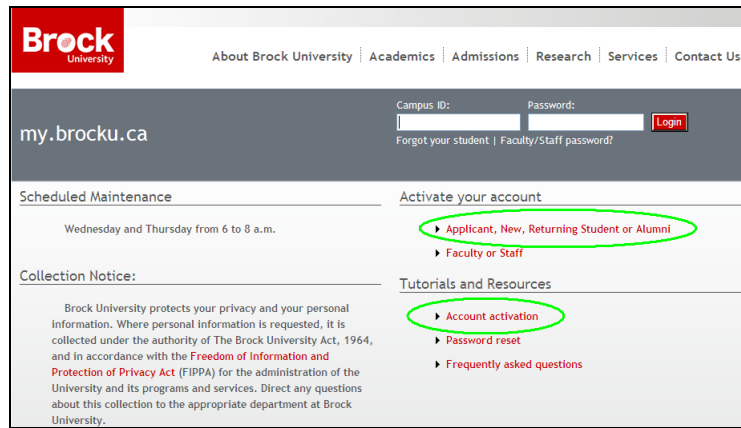 Brock
University
About Brock University Academics Admissions Research Services Contact Us
Campus ID: Password:
my.brocku.ca
Login
Forgot your student | Faculty/Staff password?
Scheduled Maintenance
Wednesday and Thursday from 6 to 8 a.m.
Collection Notice:
Brock University protects your privacy and your personal
information. Where personal information is requested, it is
collected under the authority of The Brock University Act, 1964,
and in accordance with the Freedom of Information and
Protection of Privacy Act (FIPPA) for the administration of the
University and its programs and services. Direct any questions
about this collection to the appropriate department at Brock
University.
Activate your account
Applicant, New, Returning Student or Alumni
Faculty or Staff
Tutorials and Resources
Account activation
Password reset
Frequently asked questions